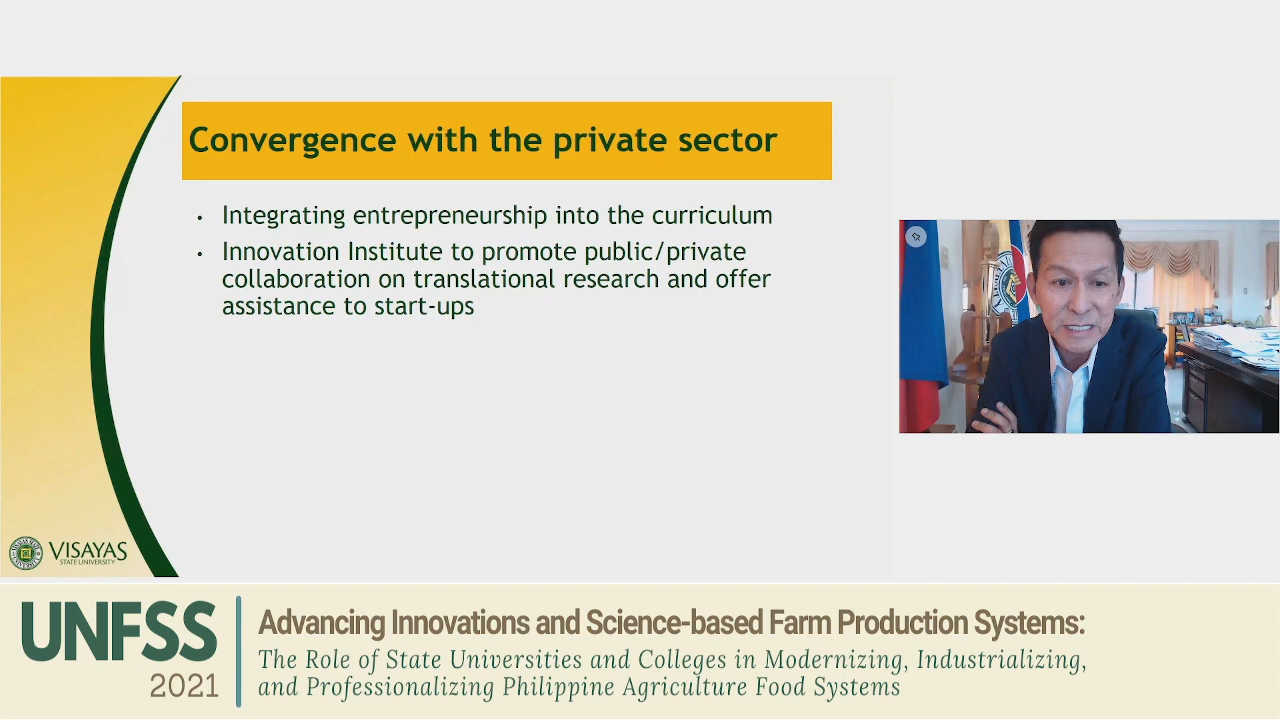 Convergence with the private sector
• Integrating entrepreneurship into the curriculum
• Innovation Institute to promote public/private
collaboration on translational research and offer
assistance to start-ups
VISAYAS
STATE UNIVERSITY
UNFSS
2021
Advancing Innovations and Science-based Farm Production Systems:
The Role of State Universities and Colleges in Modernizing, Industrializing,
and Professionalizing Philippine Agriculture Food Systems